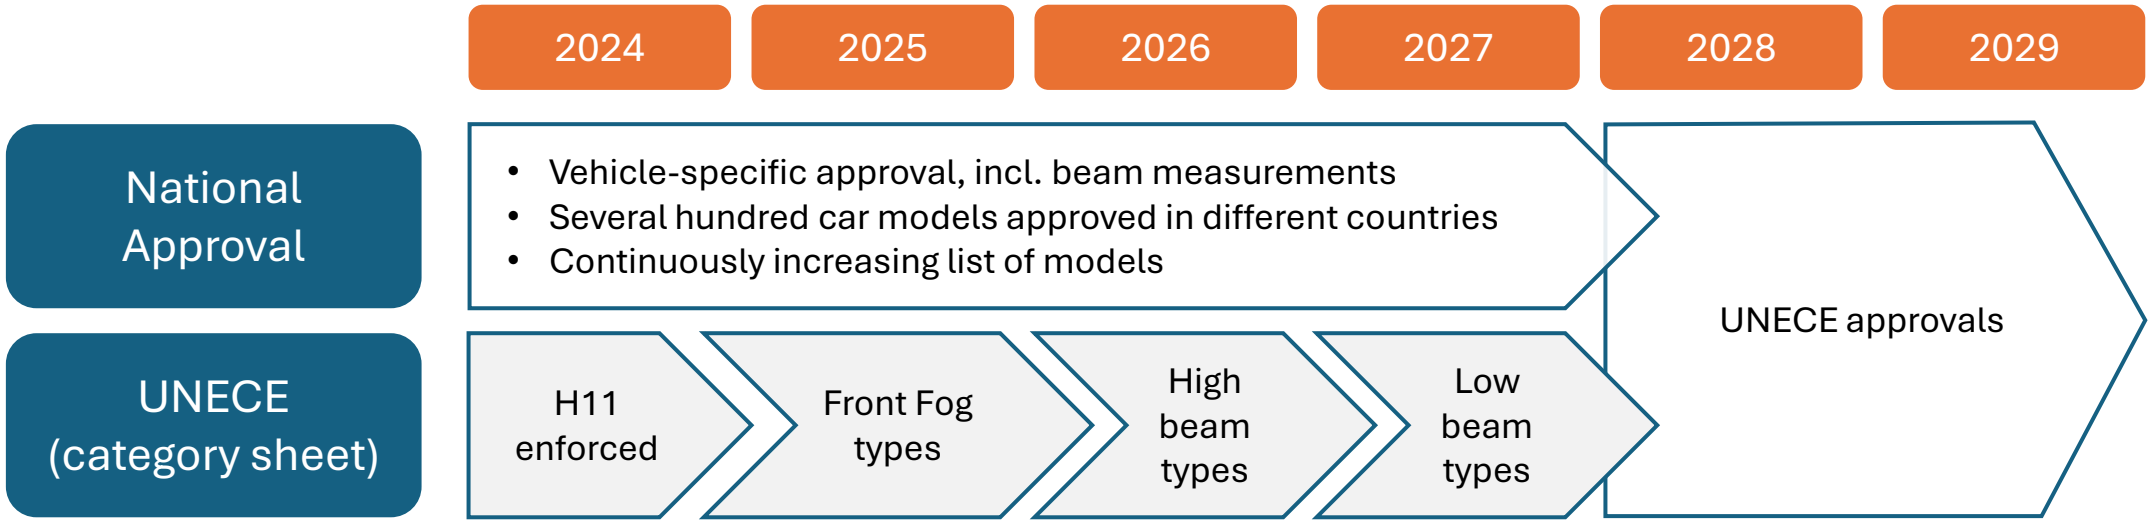 2024 2025 2026 2027 2028 2029
National
Approval
• Vehicle-specific approval, incl. beam measurements
• Several hundred car models approved in different countries
• Continuously increasing list of models
UNECE
(category sheet)
H11
enforced
Front Fog
types
High
beam
types
Low
beam
types
UNECE approvals